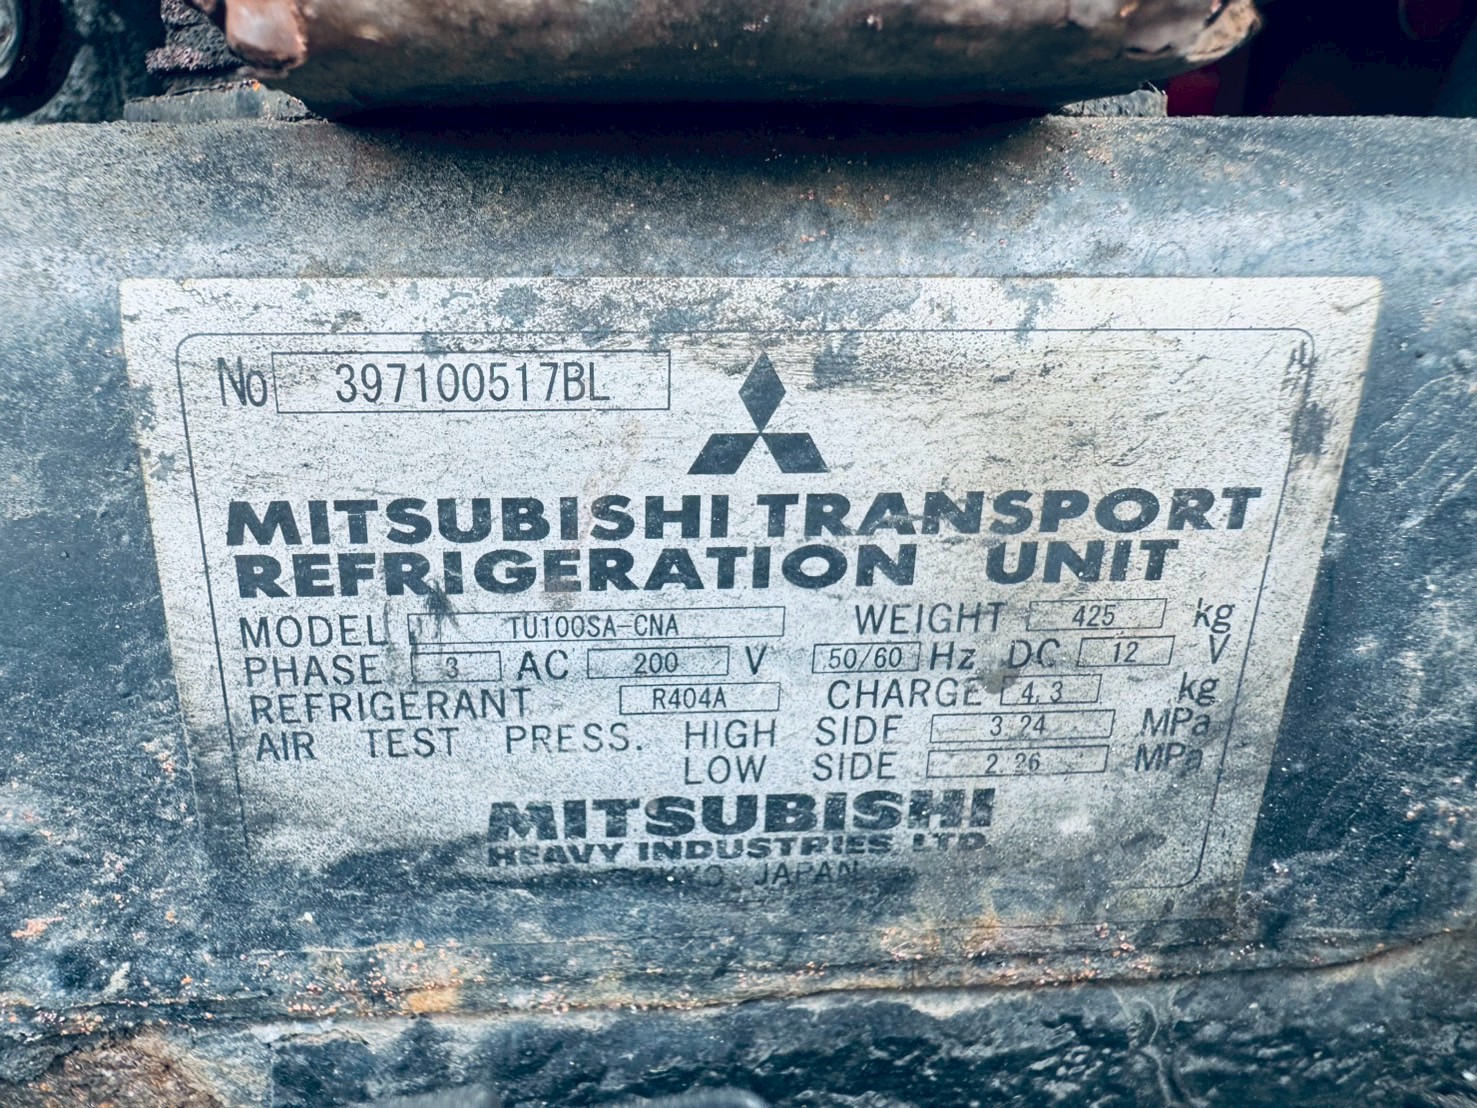 No 397100517BL
MITSUBISHI TRANSPORT
REFRIGERATION UNIT
MODEL TU100SA-CNA WEIGHT 425 kg
PHASE 3 AC 200 V 50/60 Hz DC 12 V
REFRIGERANT R404A CHARGE 4.3 kg
AIR TEST PRESS. HIGH SIDE 3.24 MPa
LOW SIDE 2.26 MPa
MITSUBISHI
HEAVY INDUSTRIES, LTD.
JAPAN